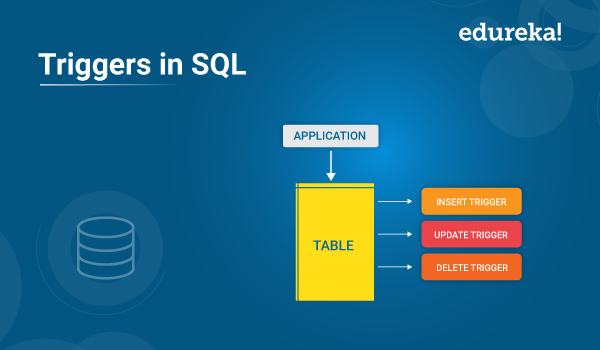 edureka!
Triggers in SQL
APPLICATION
TABLE
INSERT TRIGGER
UPDATE TRIGGER
DELETE TRIGGER